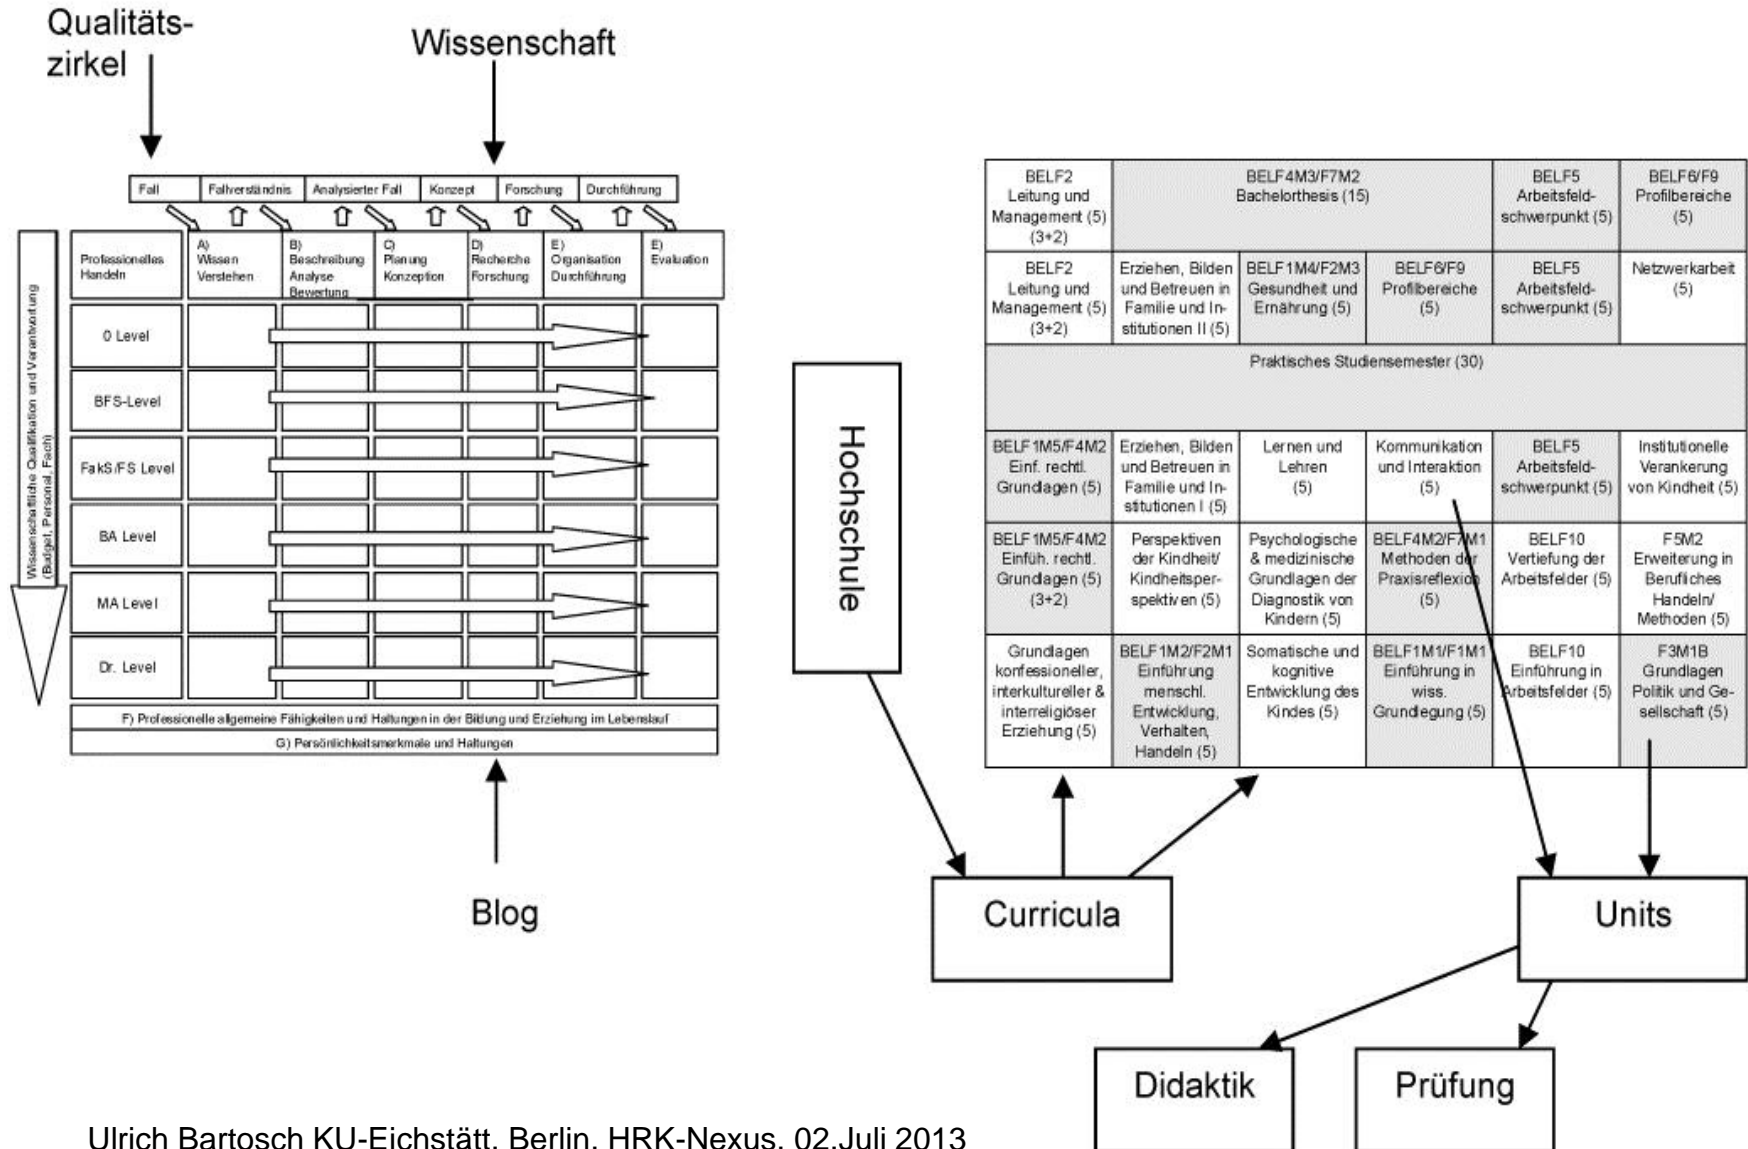 Qualitäts-
zirkel
Wissenschaft
Fall
Fallverständnis
Analysierter Fall
Konzept
Forschung
Durchführung
Professionelles
Handeln
A)
Wissen
Verstehen
B)
Beschreibung
Analyse
Bewertung
C)
Planung
Konzeption
D)
Recherche
Forschung
E)
Organisation
Durchführung
E)
Evaluation
Wissenschaftliche Qualifikation und Verantwortung
(Budget, Personal, Fach)
0 Level
BFS-Level
FakS/FS Level
BA Level
MA Level
Dr. Level
F) Professionelle allgemeine Fähigkeiten und Haltungen in der Bildung und Erziehung im Lebenslauf
G) Persönlichkeitsmerkmale und Haltungen
Blog
Hochschule
BELF2
Leitung und
Management (5)
(3+2)
BELF4M3/F7M2
Bachelorthesis (15)
BELF5
Arbeitsfeld-
schwerpunkt (5)
BELF6/F9
Profilbereiche
(5)
BELF2
Leitung und
Management (5)
(3+2)
Erziehen, Bilden
und Betreuen in
Familie und In-
stitutionen II (5)
BELF1M4/F2M3
Gesundheit und
Ernährung (5)
BELF6/F9
Profilbereiche
(5)
BELF5
Arbeitsfeld-
schwerpunkt (5)
Netzwerkarbeit
(5)
Praktisches Studiensemester (30)
BELF1M5/F4M2
Einf. rechtl.
Grundlagen (5)
Erziehen, Bilden
und Betreuen in
Familie und In-
stitutionen I (5)
Lernen und
Lehren
(5)
Kommunikation
und Interaktion
(5)
BELF5
Arbeitsfeld-
schwerpunkt (5)
Institutionelle
Verankerung
von Kindheit (5)
BELF1M5/F4M2
Einfüh. rechtl.
Grundlagen (5)
(3+2)
Perspektiven
der Kindheit/
Kindheitsper-
spektiven (5)
Psychologische
& medizinische
Grundlagen der
Diagnostik von
Kindern (5)
BELF4M2/F7M1
Methoden der
Praxisreflexion
(5)
BELF10
Vertiefung der
Arbeitsfelder (5)
F5M2
Erweiterung in
Berufliches
Handeln/
Methoden (5)
Grundlagen
konfessioneller,
interkultureller &
interreligiöser
Erziehung (5)
BELF1M2/F2M1
Einführung
menschl.
Entwicklung,
Verhalten,
Handeln (5)
Somatische und
kognitive
Entwicklung des
Kindes (5)
BELF1M1/F1M1
Einführung in
wiss.
Grundlegung (5)
BELF10
Einführung in
Arbeitsfelder (5)
F3M1B
Grundlagen
Politik und Ge-
sellschaft (5)
Curricula
Units
Didaktik
Prüfung
Ulrich Bartosch KU-Eichstätt, Berlin, HRK-Nexus, 02.Juli 2013